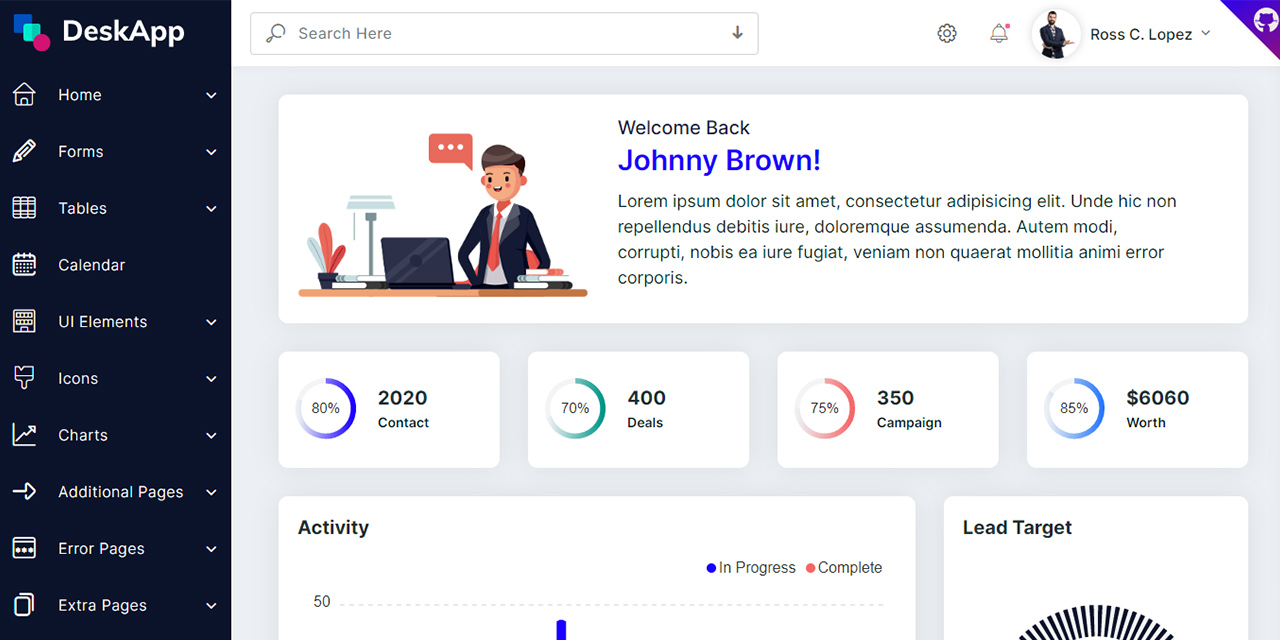 DeskApp
Search Here
Ross C. Lopez
Home
Forms
Tables
Calendar
UI Elements
Icons
Charts
Additional Pages
Error Pages
Extra Pages
Welcome Back
Johnny Brown!
Lorem ipsum dolor sit amet, consectetur adipisicing elit. Unde hic non
repellendus debitis iure, doloremque assumenda. Autem modi,
corrupti, nobis ea iure fugiat, veniam non quaerat mollitia animi error
corporis.
80%
2020
Contact
70%
400
Deals
75%
350
Campaign
85%
$6060
Worth
Activity
In Progress Complete
50
Lead Target